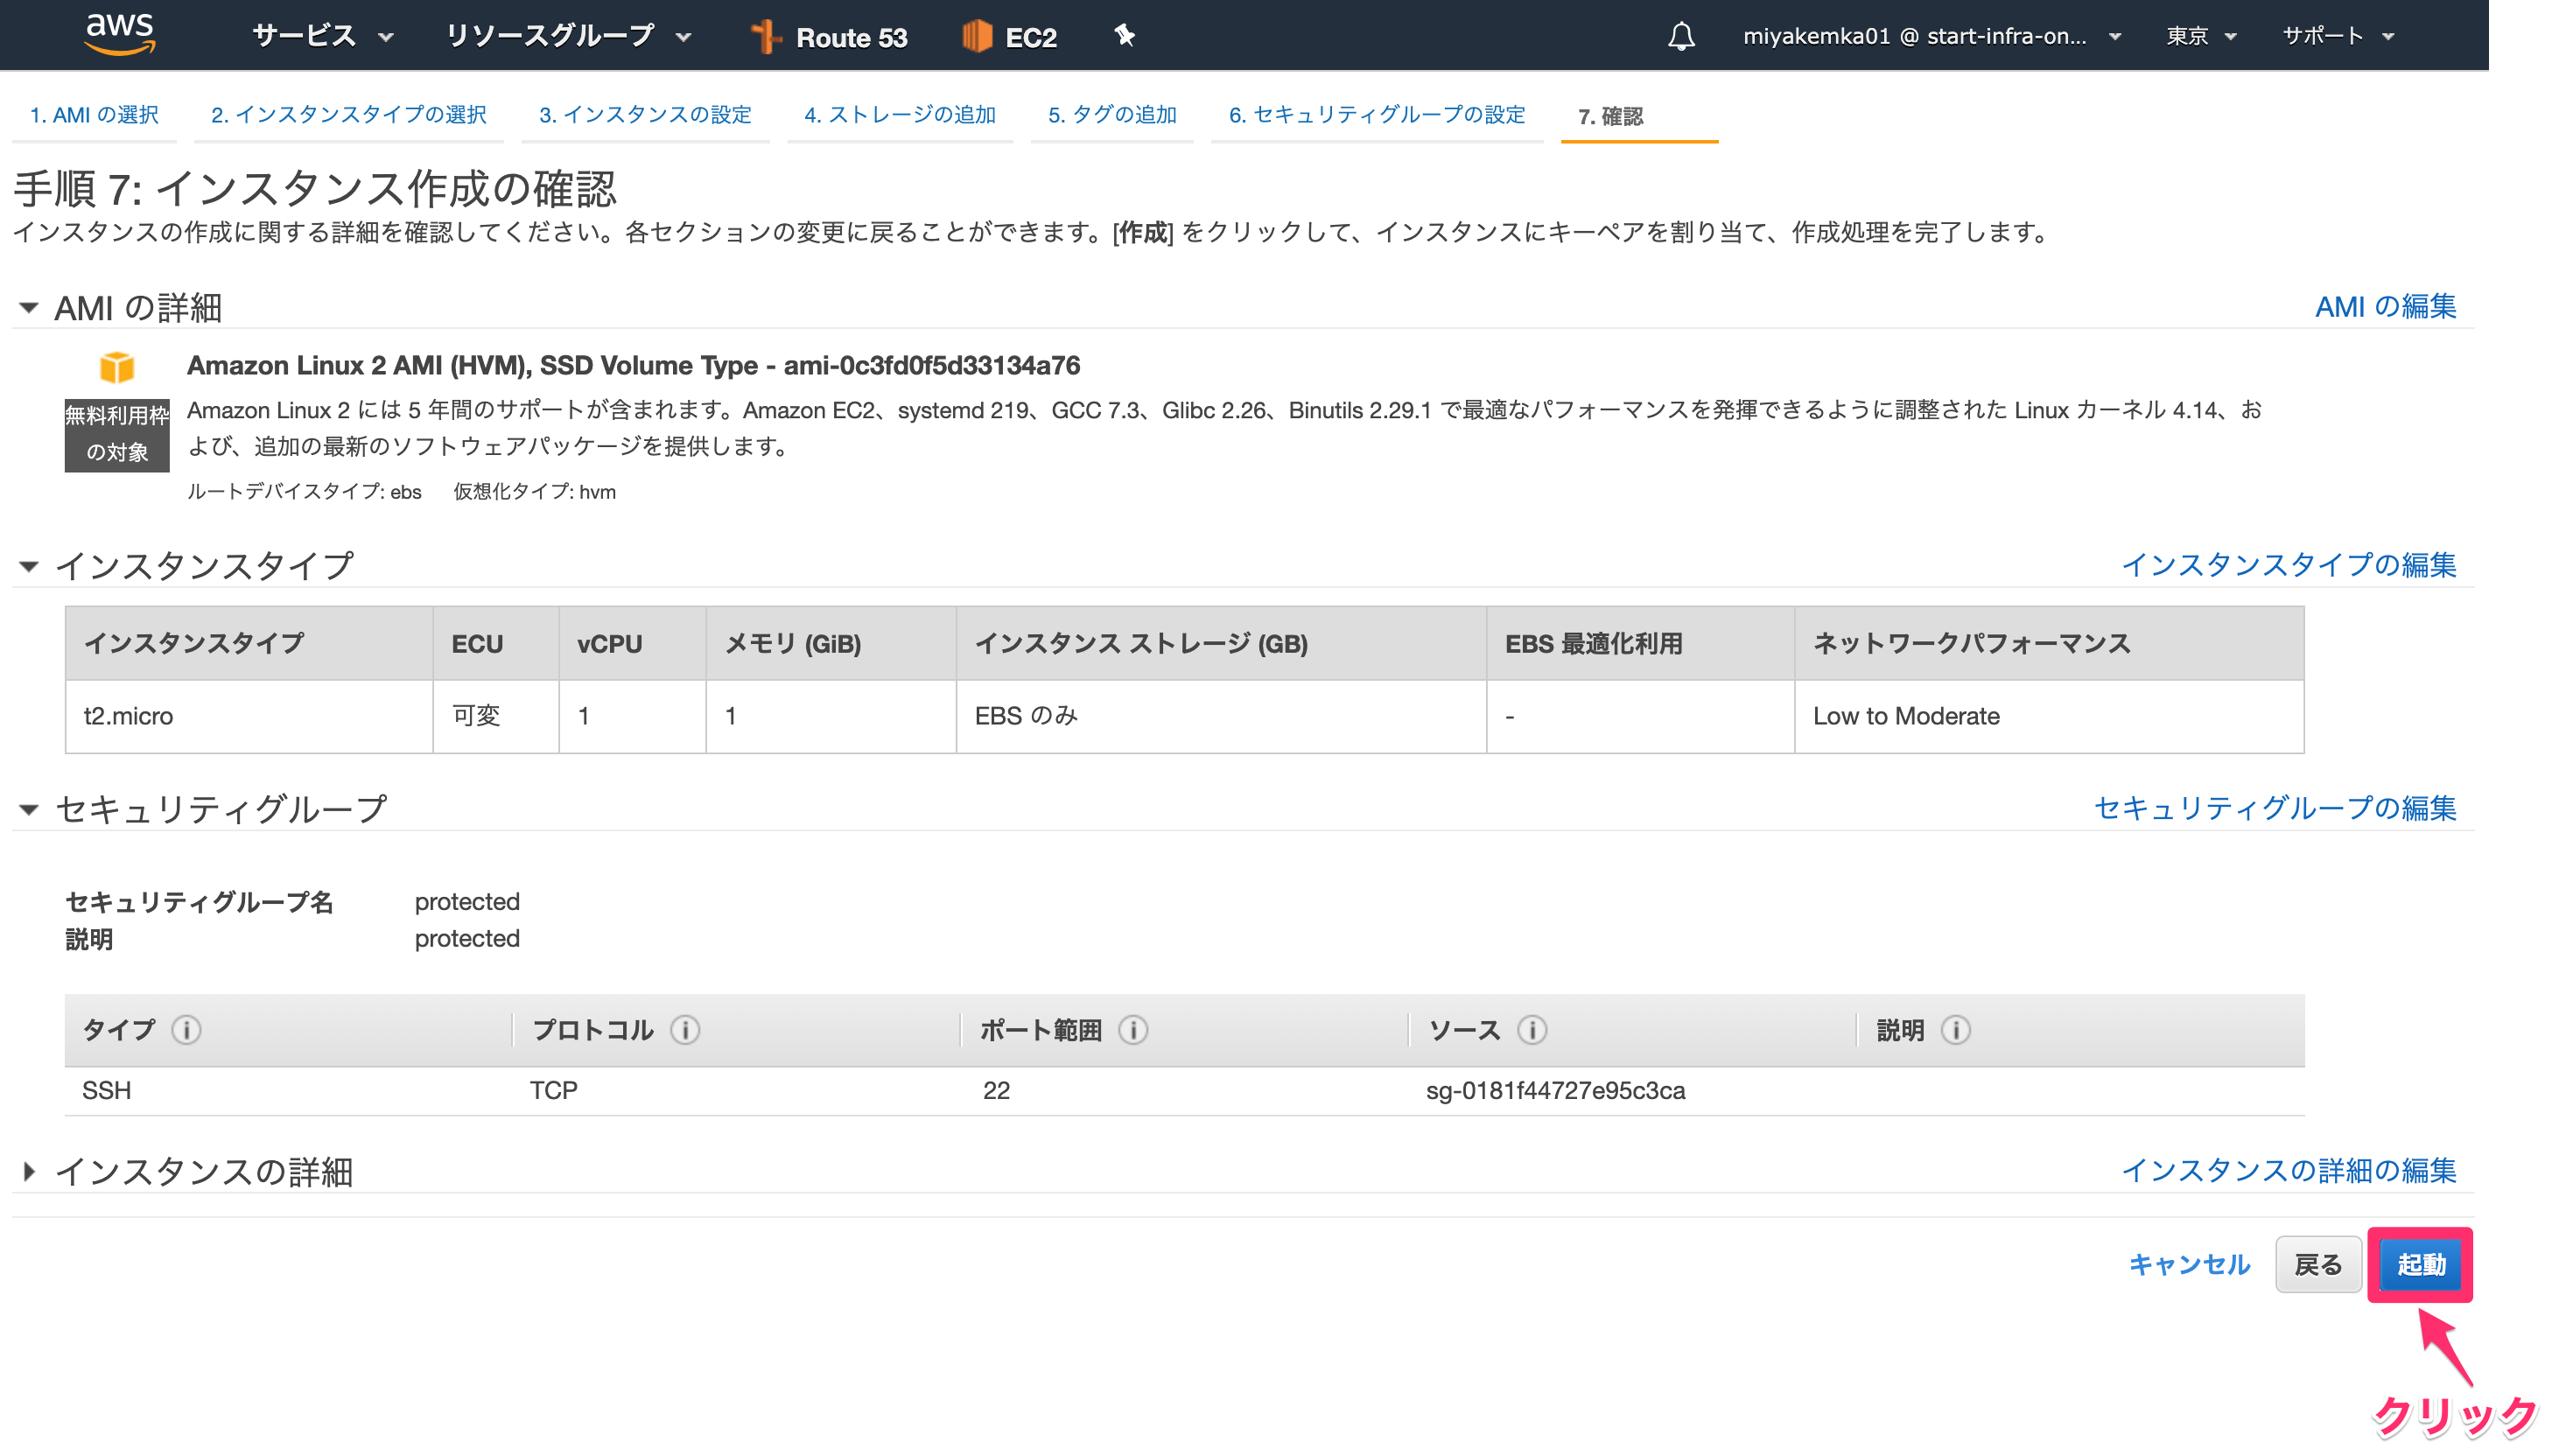 aws サービス リソースグループ Route 53 EC2 miyakemka01 @ start-infra-on... 東京 サポート
1. AMI の選択 2. インスタンスタイプの選択 3. インスタンスの設定 4. ストレージの追加 5. タグの追加 6. セキュリティグループの設定 7. 確認
手順 7: インスタンス作成の確認
インスタンスの作成に関する詳細を確認してください。各セクションの変更に戻ることができます。[作成] をクリックして、インスタンスにキーペアを割り当て、作成処理を完了します。
AMI の詳細 AMI の編集
Amazon Linux 2 AMI (HVM), SSD Volume Type - ami-0c3fd0f5d33134a76
無料利用枠
の対象
Amazon Linux 2 には 5 年間のサポートが含まれます。Amazon EC2、systemd 219、GCC 7.3、Glibc 2.26、Binutils 2.29.1 で最適なパフォーマンスを発揮できるように調整された Linux カーネル 4.14、お
よび、追加の最新のソフトウェアパッケージを提供します。
ルートデバイスタイプ: ebs 仮想化タイプ: hvm
インスタンスタイプ インスタンスタイプの編集
インスタンスタイプ ECU vCPU メモリ (GiB) インスタンス ストレージ (GB) EBS 最適化利用 ネットワークパフォーマンス
t2.micro 可変 1 1 EBS のみ - Low to Moderate
セキュリティグループ セキュリティグループの編集
セキュリティグループ名 protected
説明 protected
タイプ プロトコル ポート範囲 ソース 説明
SSH TCP 22 sg-0181f44727e95c3ca
インスタンスの詳細 インスタンスの詳細の編集
キャンセル 戻る 起動
クリック